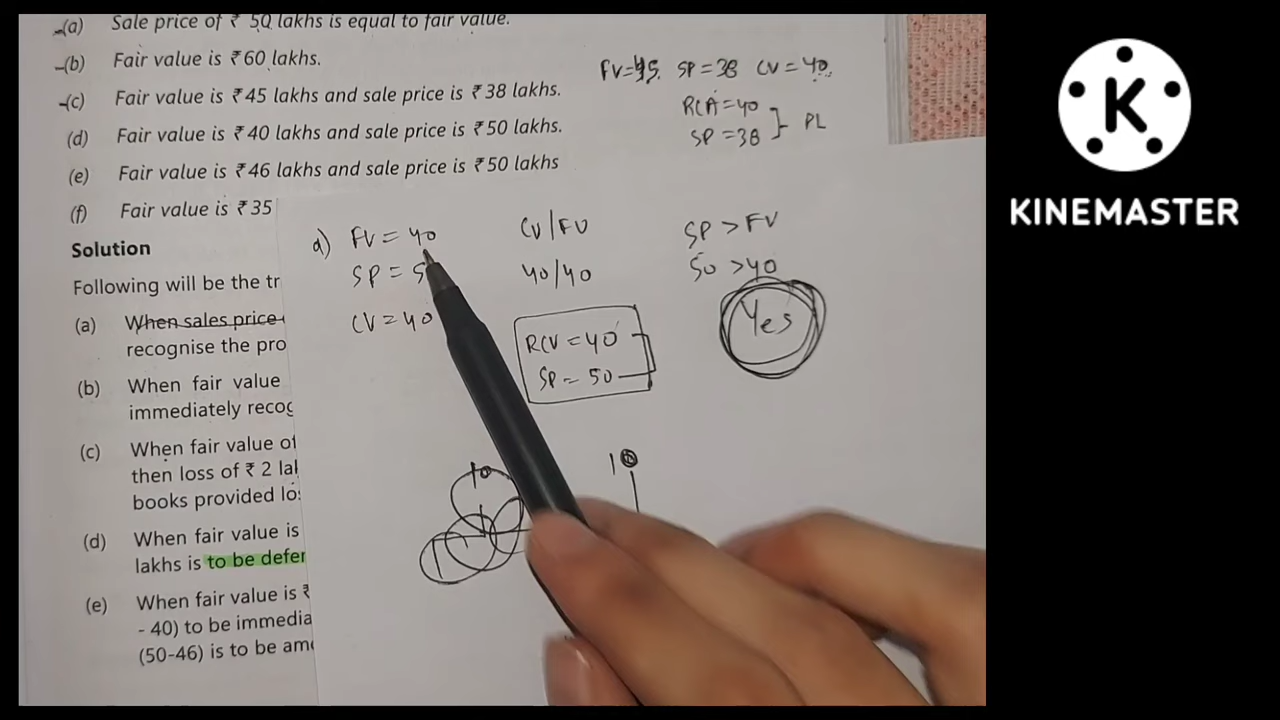 (a) Sale price of ₹ 50 lakhs is equal to fair value.
(b) Fair value is ₹ 60 lakhs.
(c) Fair value is ₹ 45 lakhs and sale price is ₹ 38 lakhs.
(d) Fair value is ₹ 40 lakhs and sale price is ₹ 50 lakhs.
(e) Fair value is ₹ 46 lakhs and sale price is ₹ 50 lakhs
(f) Fair value is ₹ 35
FV=45. SP=38 CV=40
RCA=40
SP=38 } PL
Solution
Following will be the tr
(a) When sales price
recognise the pro
(b) When fair value
immediately recog
(c) When fair value of
then loss of ₹ 2 lak
books provided los
(d) When fair value is
lakhs is to be defer
(e) When fair value is ₹
- 40) to be immedia
(50-46) is to be amo
d) FV = 40
SP = 5
CV = 40
CV/FV
40/40
RCV = 40
SP = 50
SP > FV
50 > 40
Yes
10
10
K
KINEMASTER